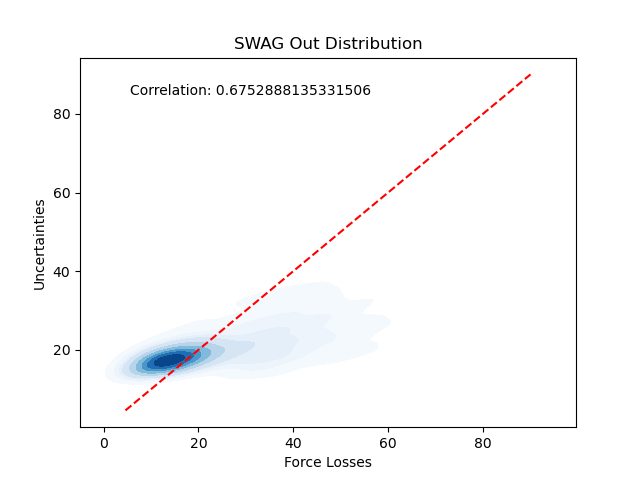 SWAG Out Distribution
Correlation: 0.6752888135331506
Uncertainties
80
60
40
20
0 20 40 60 80
Force Losses